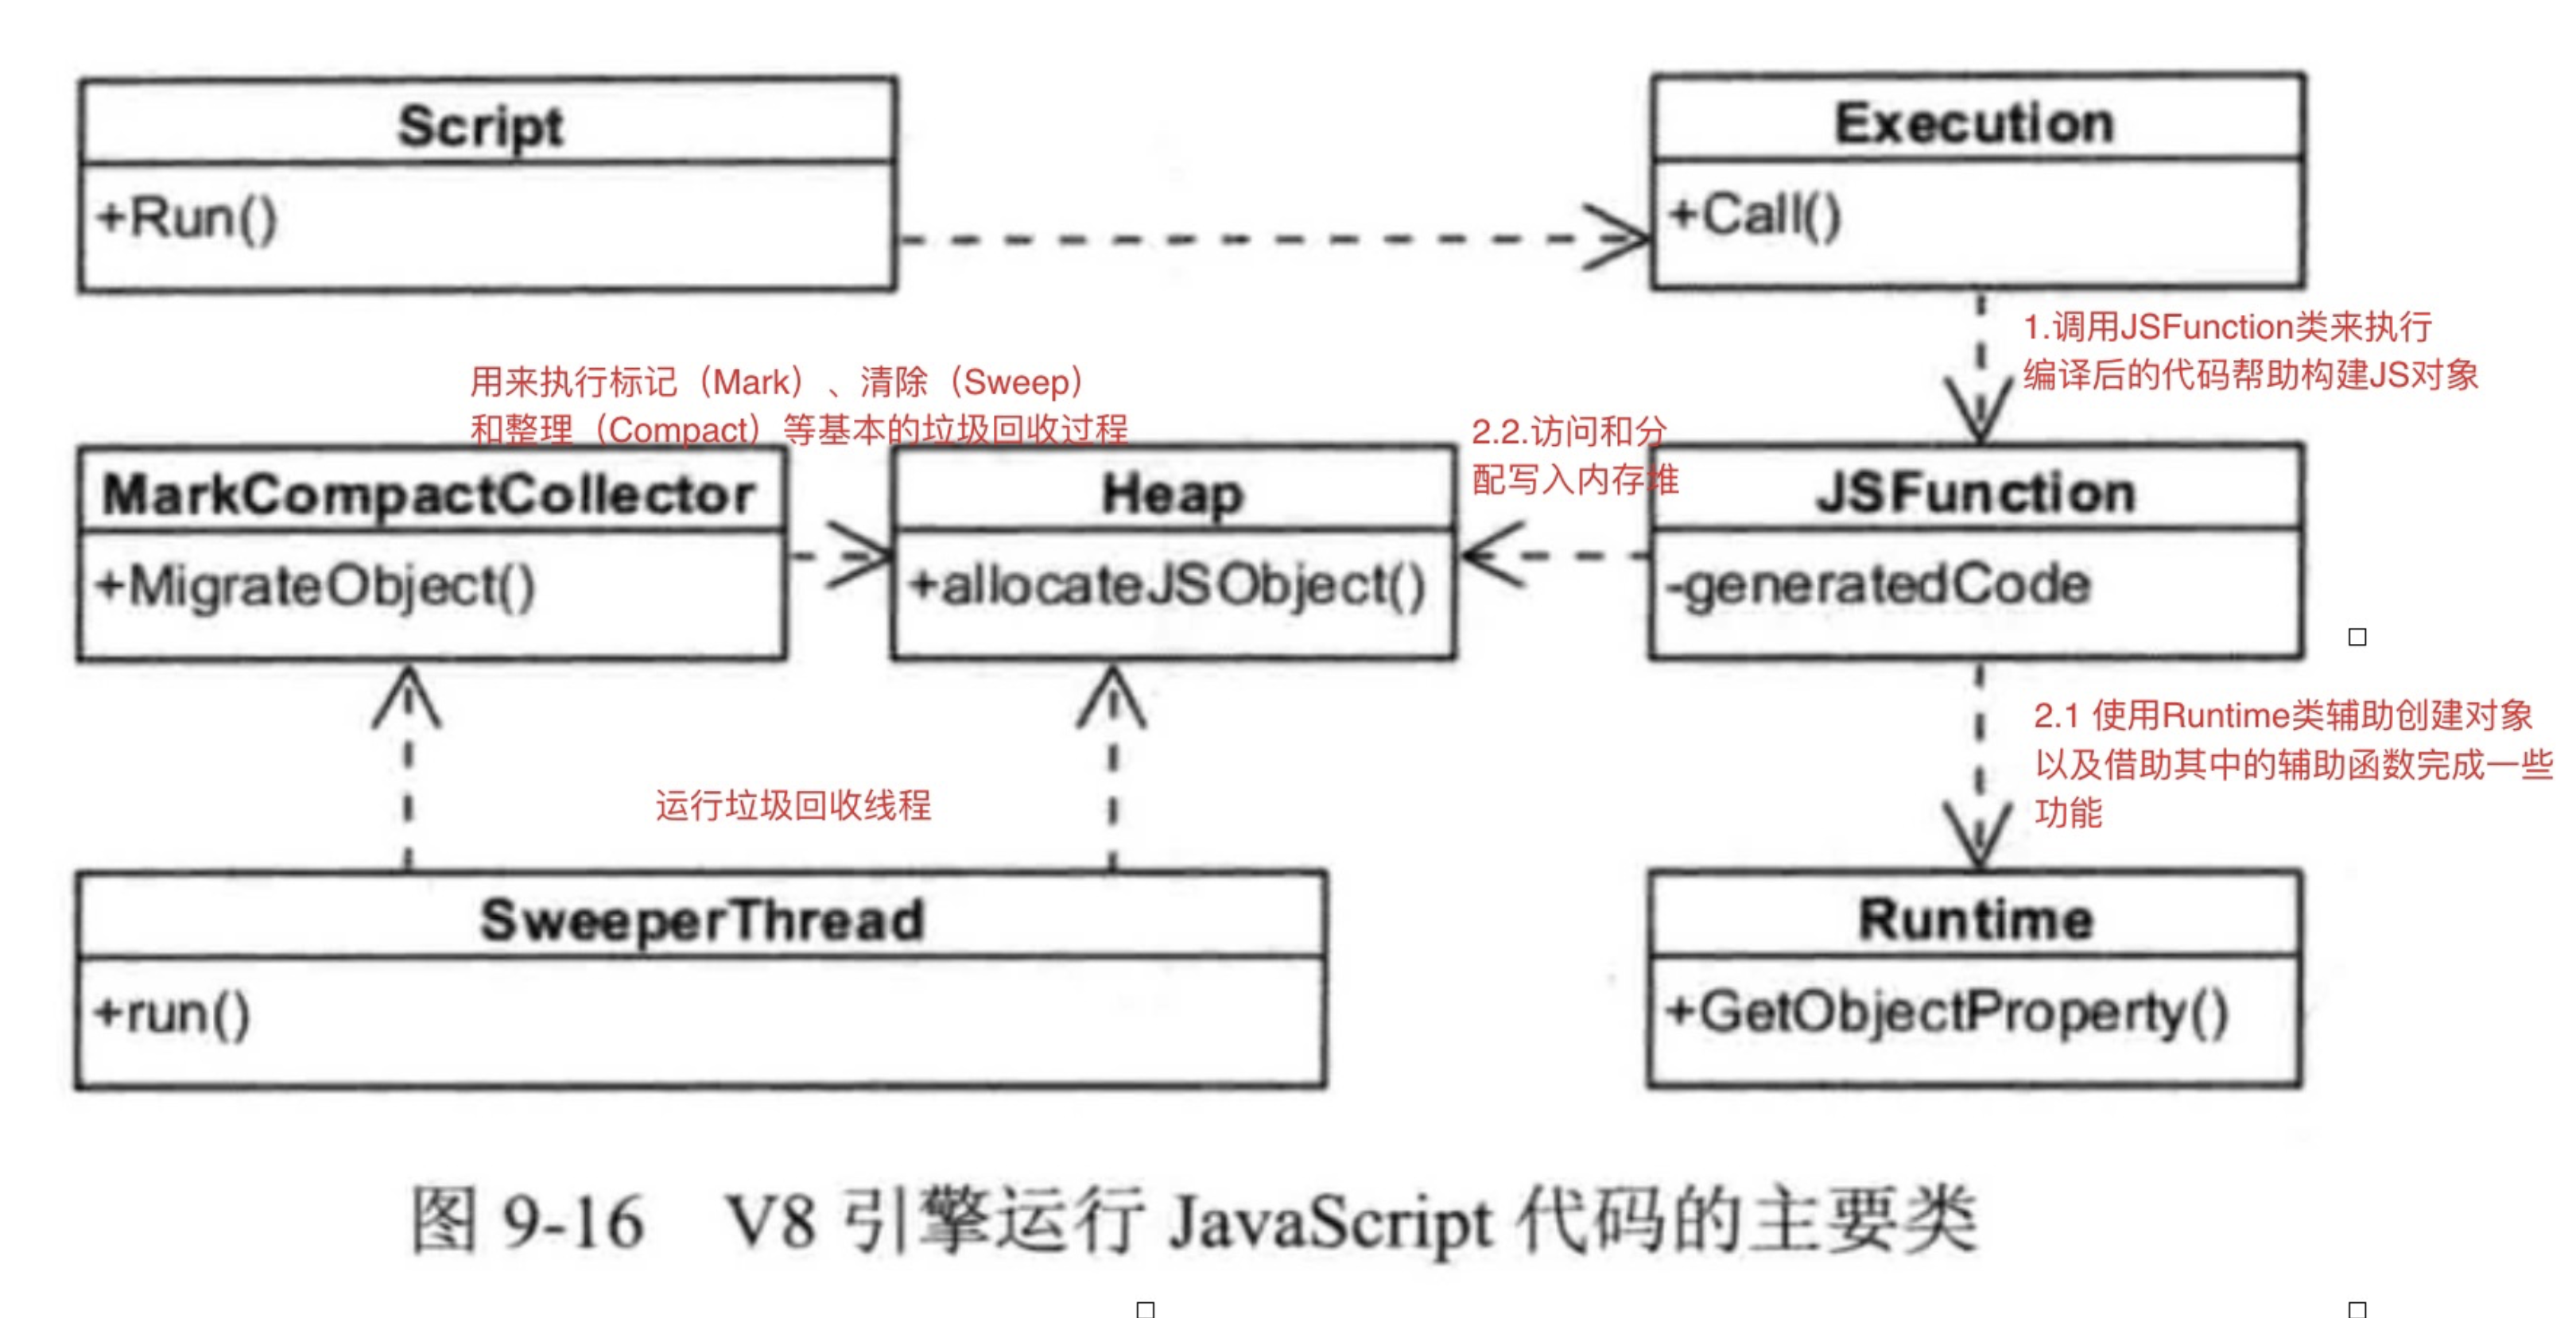 Script
+Run()
Execution
+Call()
1.调用JSFunction类来执行
编译后的代码帮助构建JS对象
用来执行标记（Mark）、清除（Sweep）
和整理（Compact）等基本的垃圾回收过程
2.2.访问和分
配写入内存堆
MarkCompactCollector
+MigrateObject()
Heap
+allocateJSObject()
JSFunction
-generatedCode
2.1 使用Runtime类辅助创建对象
以及借助其中的辅助函数完成一些
功能
运行垃圾回收线程
SweeperThread
+run()
Runtime
+GetObjectProperty()
图 9-16 V8 引擎运行 JavaScript 代码的主要类